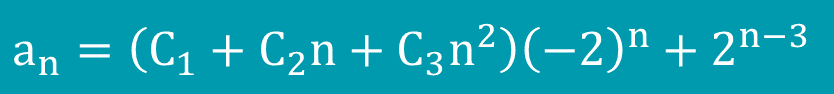 aₙ = (C₁ + C₂n + C₃n²)(−2)ⁿ + 2ⁿ⁻³